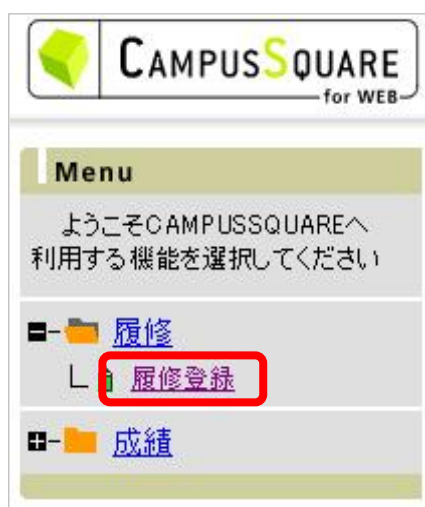 CAMPUSSQUARE
for WEB
Menu
ようこそCAMPUSSQUAREへ
利用する機能を選択してください
履修
履修登録
成績